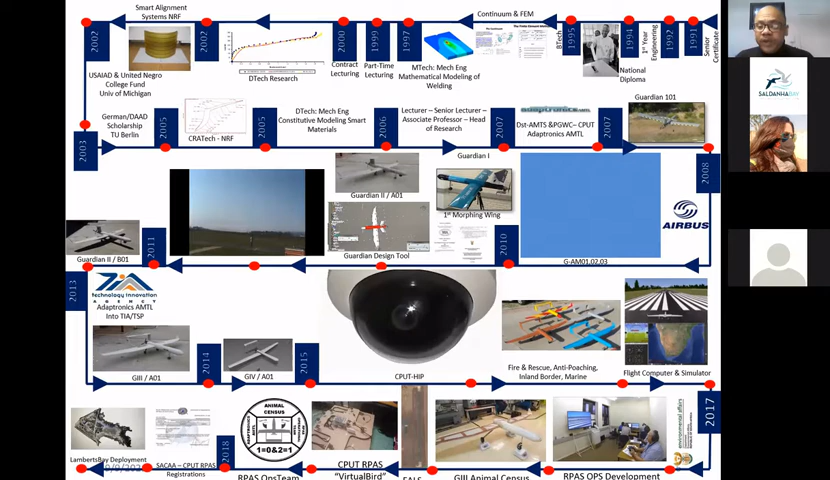 Smart Alignment
Systems NRF
Continuum & FEM
2002
2002
2000
1999
1997
BTech
1995
1994
1st Year
Engineering
1992
1991
Senior
Certificate
USAIAD & United Negro
College Fund
Univ of Michigan
DTech Research
Contract
Lecturing
Part-Time
Lecturing
MTech: Mech Eng
Mathematical Modeling of
Welding
National
Diploma
2003
German/DAAD
Scholarship
TU Berlin
2005
CRATech - NRF
2005
DTech: Mech Eng
Constitutive Modeling Smart
Materials
2006
Lecturer – Senior Lecturer –
Associate Professor – Head
of Research
2007
Dst-AMTS &PGWC– CPUT
Adaptronics AMTL
2007
Guardian 101
2008
Guardian I
Guardian II / A01
1st Morphing Wing
AIRBUS
Guardian II / B01
2011
Guardian Design Tool
2010
G-AM01,02,03
2013
technology innovation
AGENCY
Adaptronics AMTL
Into TIA/TSP
GIII / A01
2014
GIV / A01
2015
CPUT-HIP
Fire & Rescue, Anti-Poaching,
Inland Border, Marine
Flight Computer & Simulator
2017
LambertsBay Deployment
SACAA – CPUT RPAS
Registrations
2018
ANIMAL
CENSUS
ADAPTRONICS
AMTL
1=0&2=1
RPAS OpsTeam
CPUT RPAS
"VirtualBird"
GIII Animal Census
RPAS OPS Development
environmental affairs
SALDANHABAY